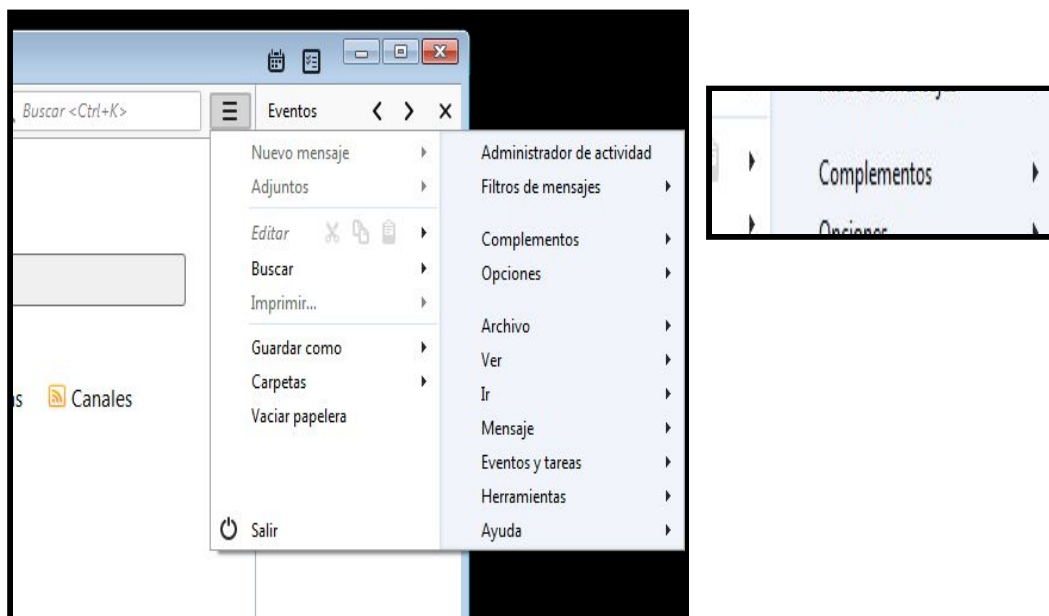 Buscar <Ctrl+K>
Eventos
Nuevo mensaje
Adjuntos
Editar
Buscar
Imprimir...
Guardar como
Carpetas
Vaciar papelera
Salir
Administrador de actividad
Filtros de mensajes
Complementos
Opciones
Archivo
Ver
Ir
Mensaje
Eventos y tareas
Herramientas
Ayuda
Canales
Complementos
Opciones